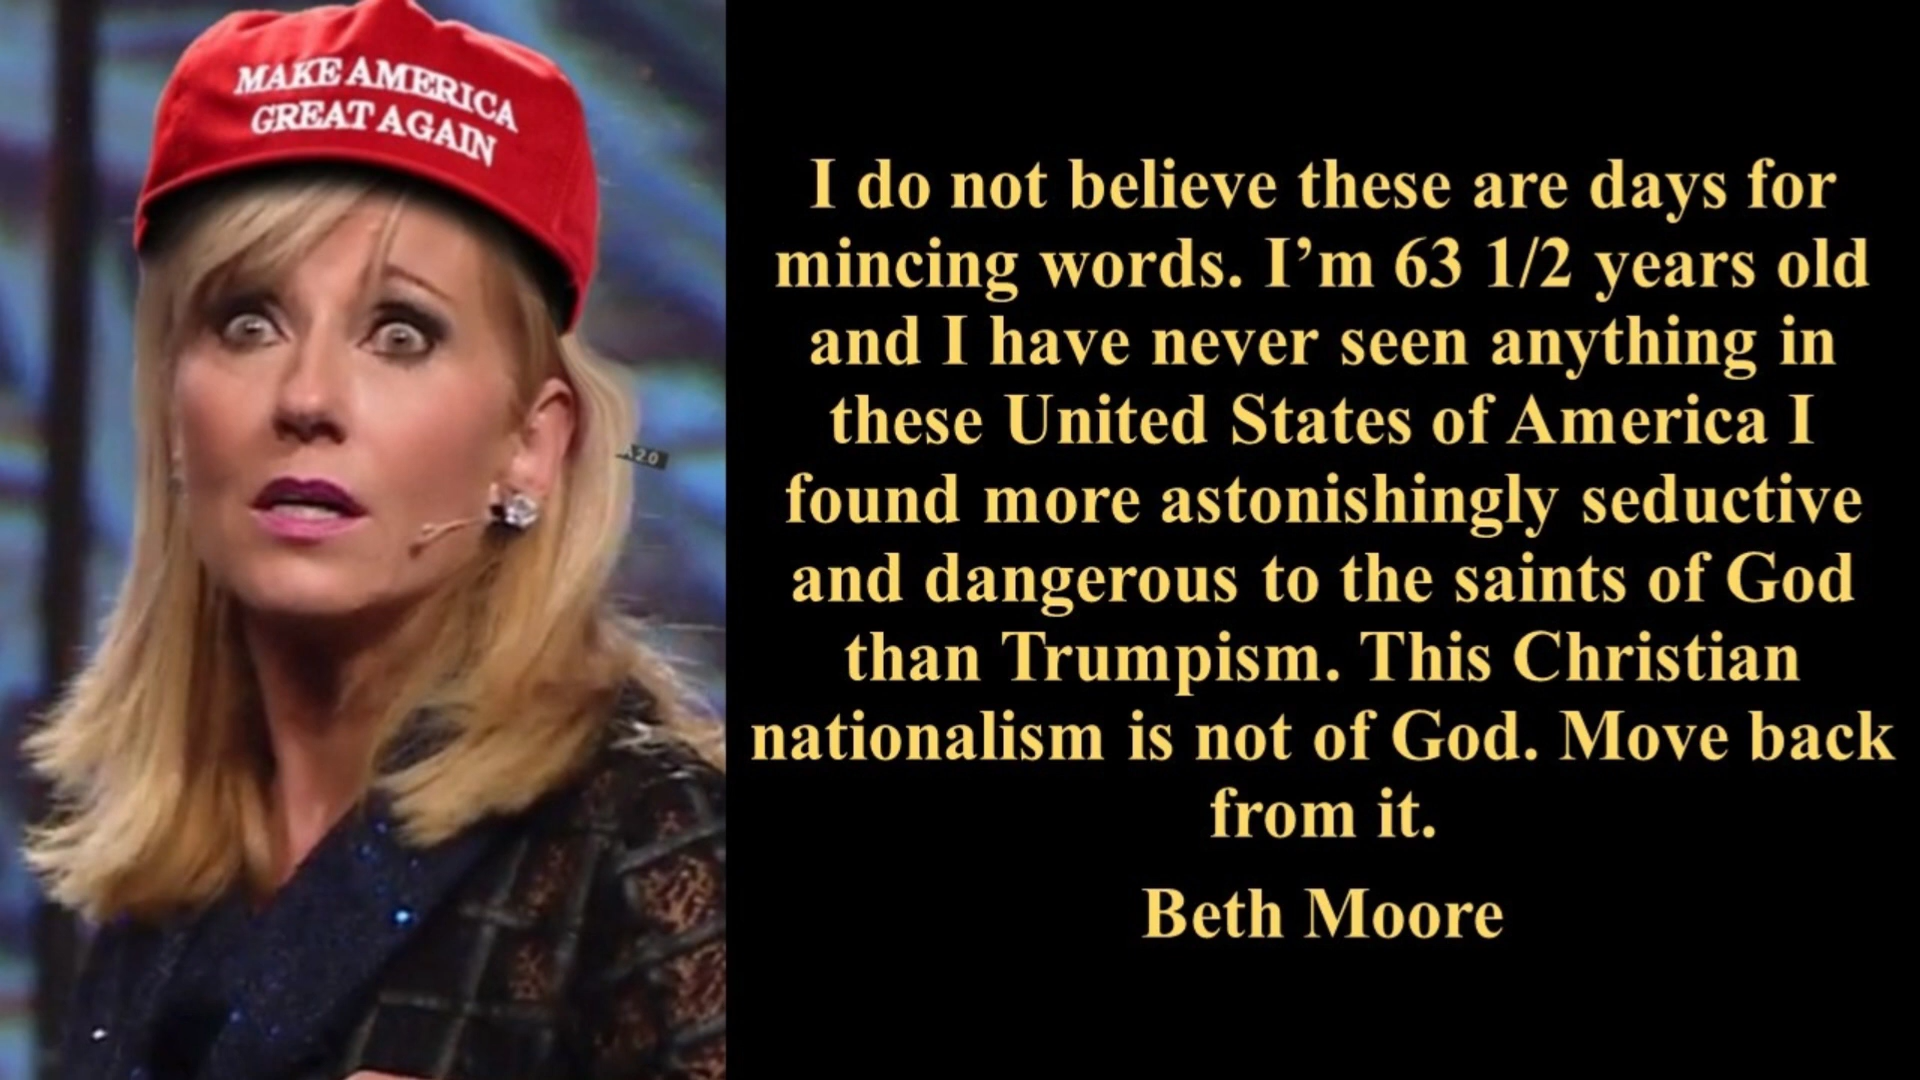 MAKE AMERICA
GREAT AGAIN
I do not believe these are days for
mincing words. I’m 63 1/2 years old
and I have never seen anything in
these United States of America I
found more astonishingly seductive
and dangerous to the saints of God
than Trumpism. This Christian
nationalism is not of God. Move back
from it.
Beth Moore